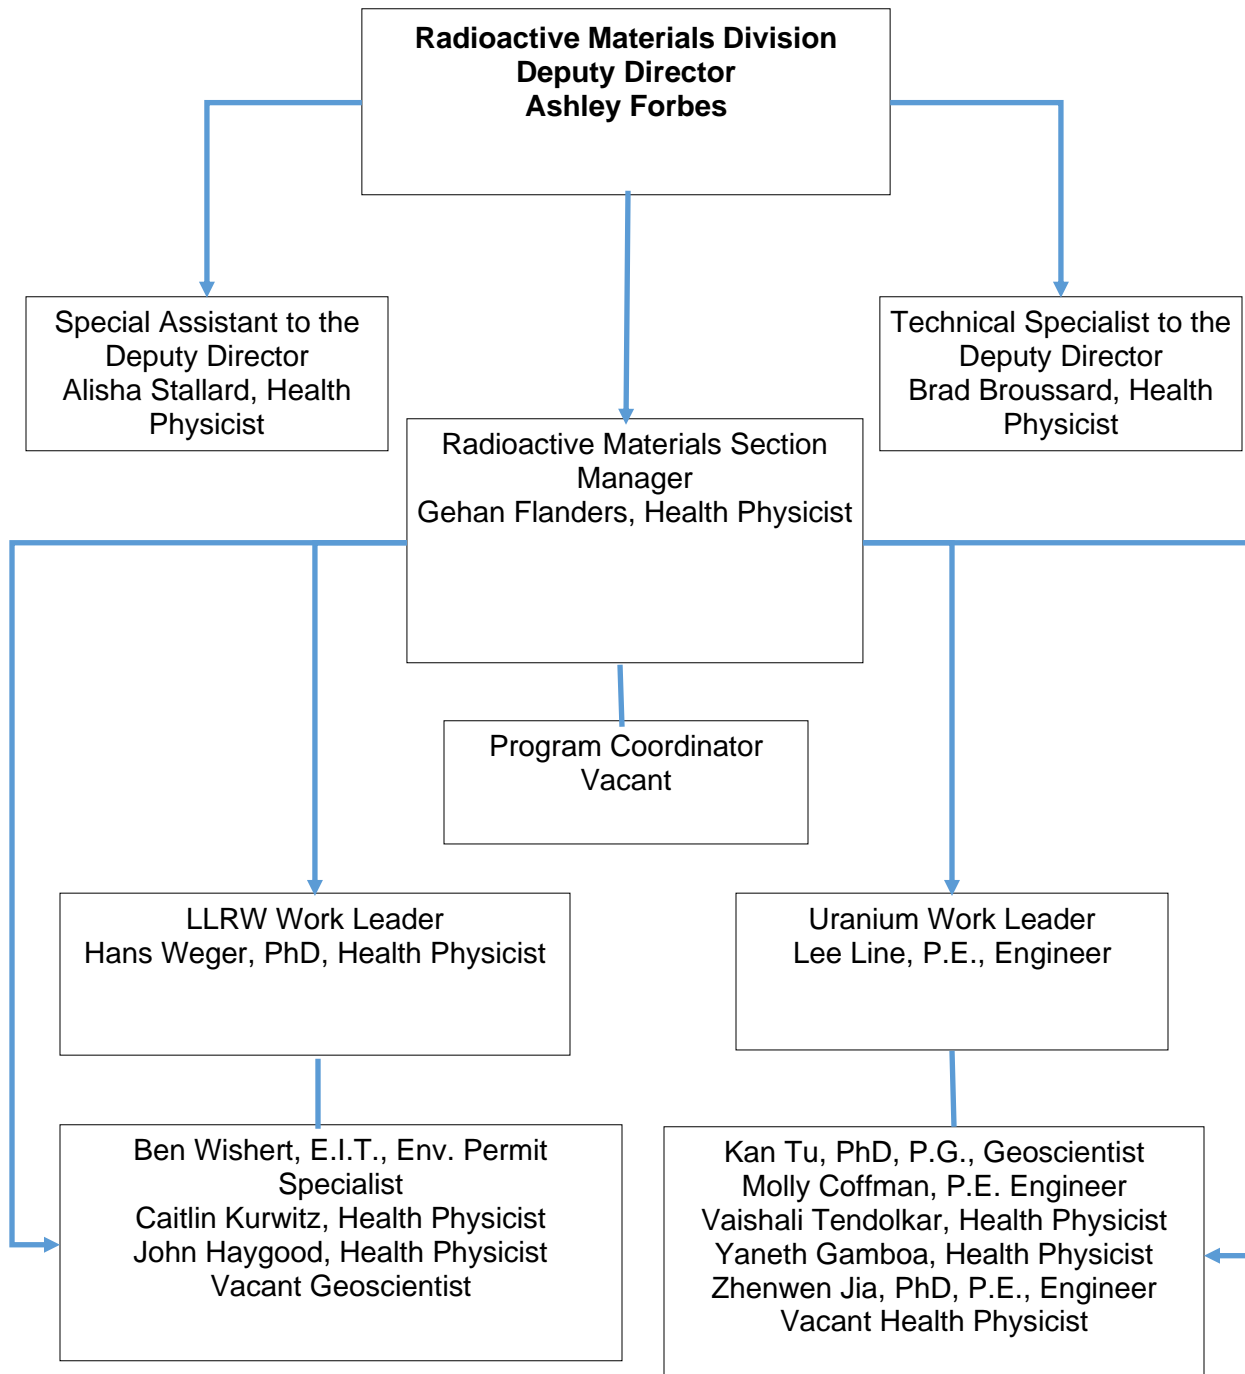 Radioactive Materials Division
Deputy Director
Ashley Forbes
Special Assistant to the
Deputy Director
Alisha Stallard, Health
Physicist
Technical Specialist to the
Deputy Director
Brad Broussard, Health
Physicist
Radioactive Materials Section
Manager
Gehan Flanders, Health Physicist
Program Coordinator
Vacant
LLRW Work Leader
Hans Weger, PhD, Health Physicist
Uranium Work Leader
Lee Line, P.E., Engineer
Ben Wishert, E.I.T., Env. Permit
Specialist
Caitlin Kurwitz, Health Physicist
John Haygood, Health Physicist
Vacant Geoscientist
Kan Tu, PhD, P.G., Geoscientist
Molly Coffman, P.E. Engineer
Vaishali Tendolkar, Health Physicist
Yaneth Gamboa, Health Physicist
Zhenwen Jia, PhD, P.E., Engineer
Vacant Health Physicist